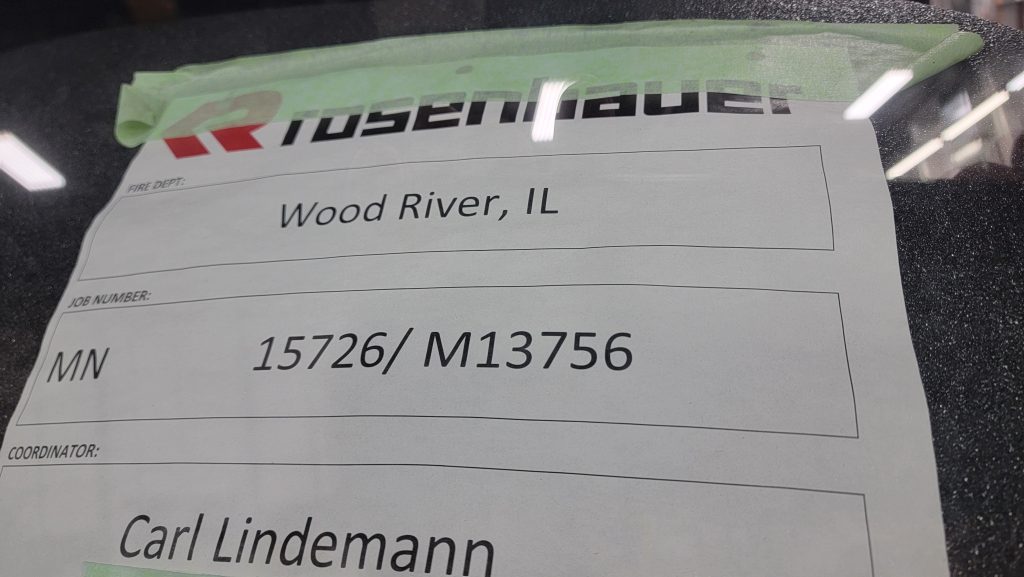 R rosenbauer
FIRE DEPT:
Wood River, IL
JOB NUMBER:
MN 15726/ M13756
COORDINATOR:
Carl Lindemann